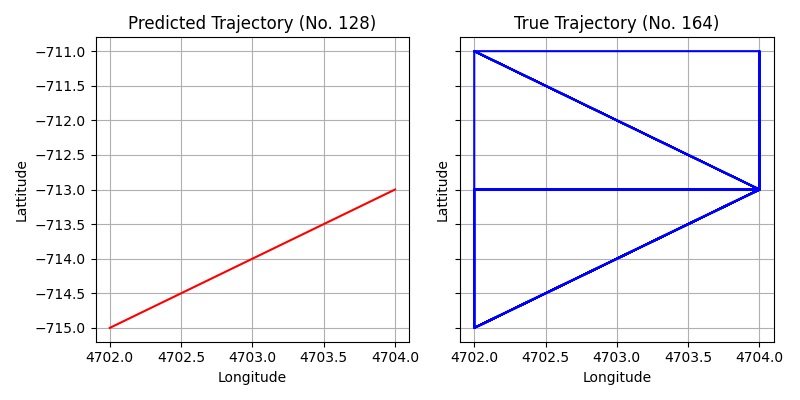 Predicted Trajectory (No. 128)
Lattitude
−711.0
−711.5
−712.0
−712.5
−713.0
−713.5
−714.0
−714.5
−715.0
4702.0 4702.5 4703.0 4703.5 4704.0
Longitude
True Trajectory (No. 164)
Lattitude
4702.0 4702.5 4703.0 4703.5 4704.0
Longitude